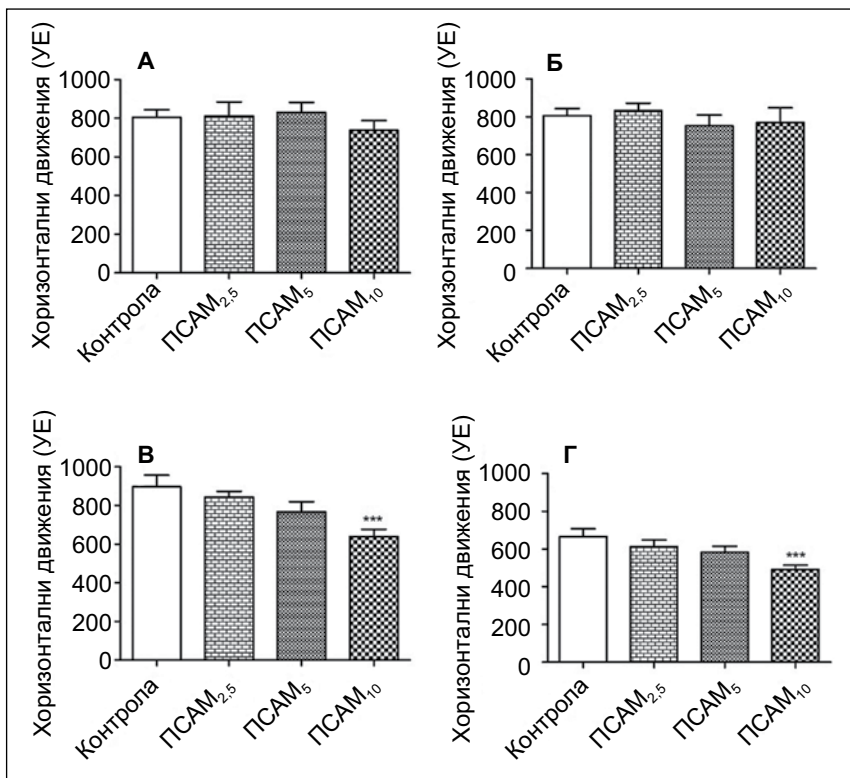 А
Хоризонтални движения (УЕ)
1000
800
600
400
200
0
Контрола
ПСАМ2,5
ПСАМ5
ПСАМ10
Б
Хоризонтални движения (УЕ)
1000
800
600
400
200
0
Контрола
ПСАМ2,5
ПСАМ5
ПСАМ10
В
Хоризонтални движения (УЕ)
1000
800
600
400
200
0
***
Контрола
ПСАМ2,5
ПСАМ5
ПСАМ10
Г
Хоризонтални движения (УЕ)
1000
800
600
400
200
0
***
Контрола
ПСАМ2,5
ПСАМ5
ПСАМ10